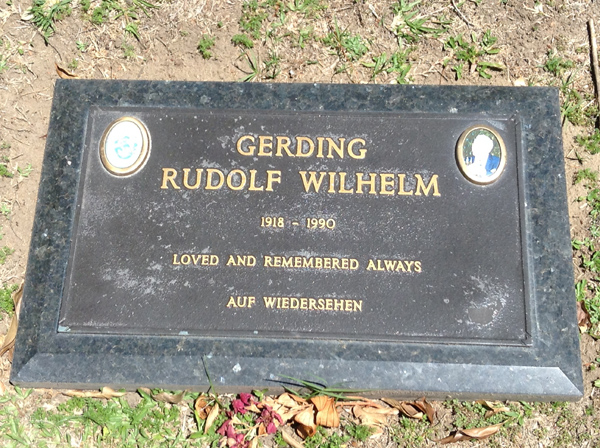 GERDING
RUDOLF WILHELM
1918 - 1990
LOVED AND REMEMBERED ALWAYS
AUF WIEDERSEHEN